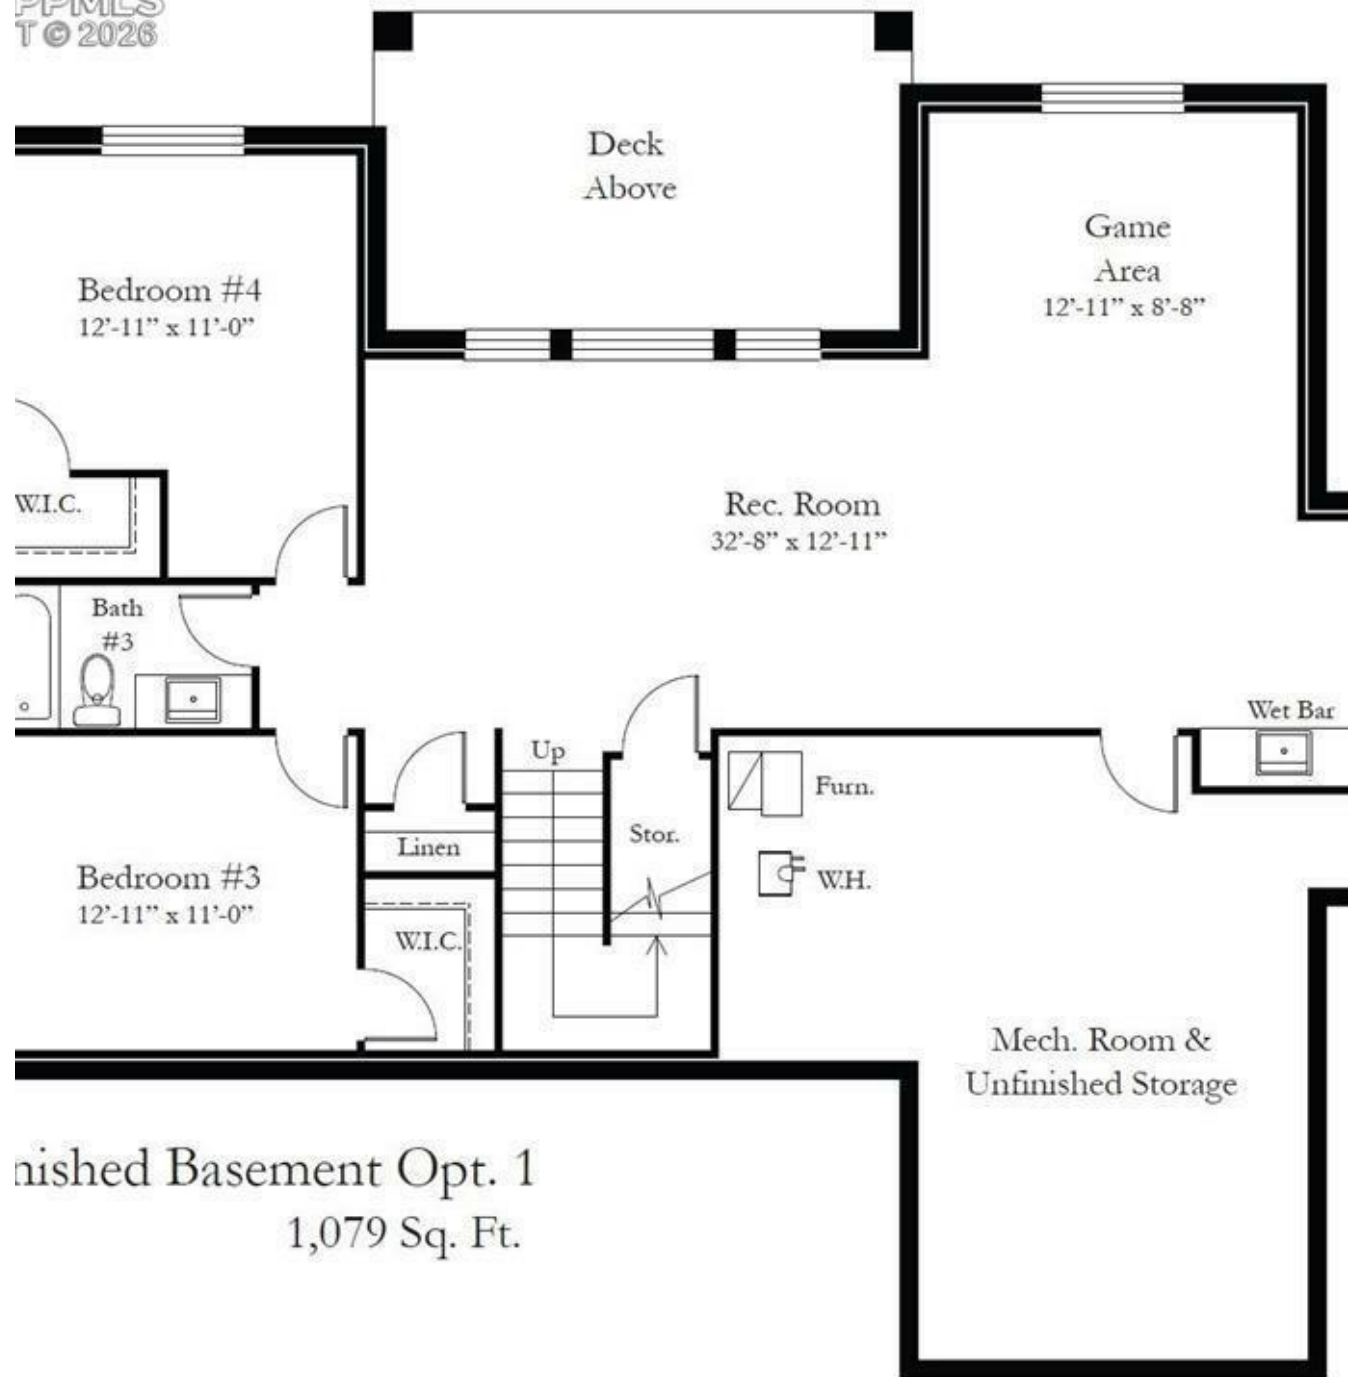 PPMLS
T © 2026
Deck
Above
Game
Area
12'-11" x 8'-8"
Bedroom #4
12'-11" x 11'-0"
W.I.C.
Rec. Room
32'-8" x 12'-11"
Bath
#3
Wet Bar
Up
Furn.
Stor.
Linen
W.H.
Bedroom #3
12'-11" x 11'-0"
W.I.C.
Mech. Room &
Unfinished Storage
nished Basement Opt. 1
1,079 Sq. Ft.